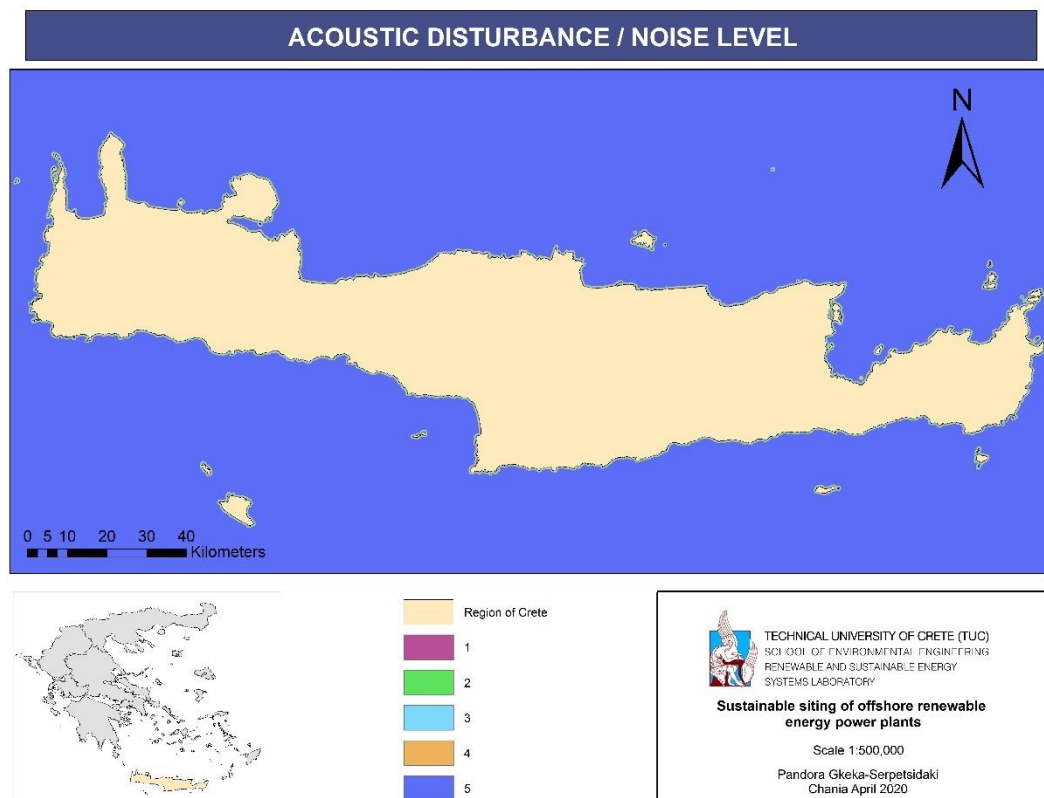 ACOUSTIC DISTURBANCE / NOISE LEVEL
N
0 5 10 20 30 40
Kilometers
Region of Crete
1
2
3
4
5
TECHNICAL UNIVERSITY OF CRETE (TUC)
SCHOOL OF ENVIRONMENTAL ENGINEERING
RENEWABLE AND SUSTAINABLE ENERGY
SYSTEMS LABORATORY
Sustainable siting of offshore renewable
energy power plants
Scale 1:500,000
Pandora Gkeka-Serpetsidaki
Chania April 2020